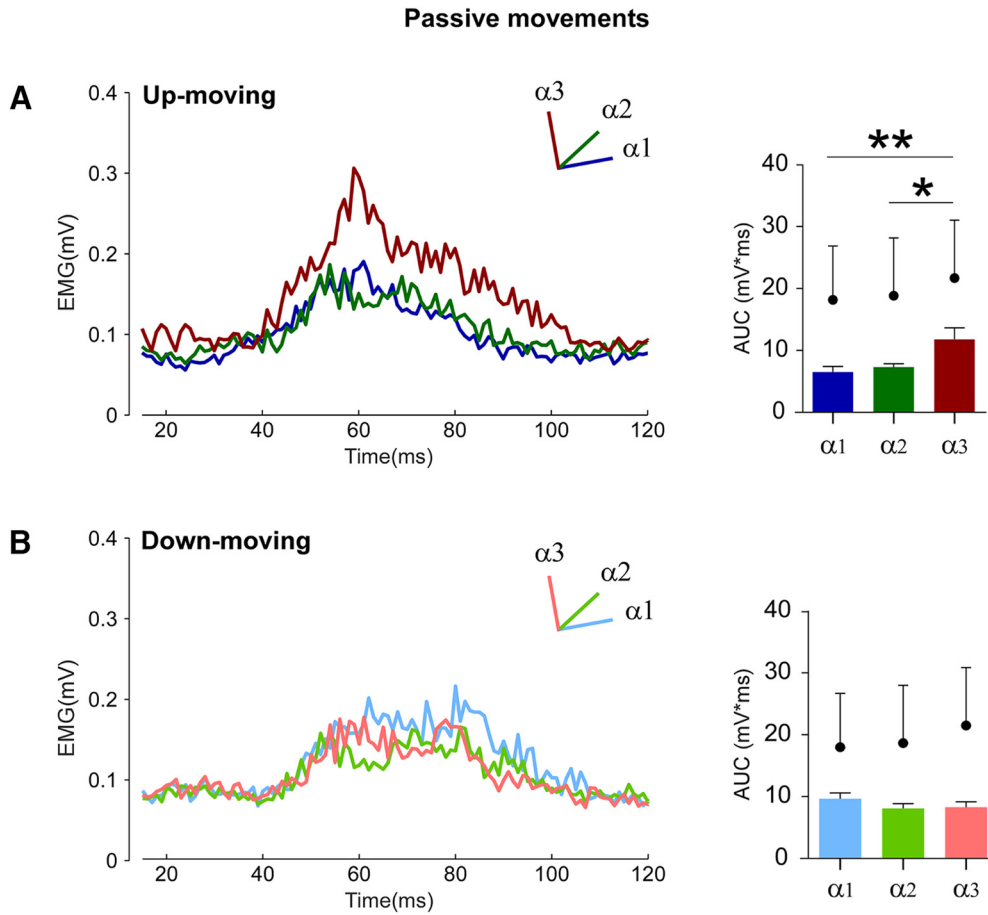 Passive movements
A
Up-moving
0.4
0.3
0.2
0.1
0
EMG(mV)
20 40 60 80 100 120
Time(ms)
α3
α2
α1
**
*
40
30
20
10
0
AUC (mV*ms)
α1 α2 α3
B
Down-moving
0.4
0.3
0.2
0.1
0
EMG(mV)
20 40 60 80 100 120
Time(ms)
α3
α2
α1
40
30
20
10
0
AUC (mV*ms)
α1 α2 α3